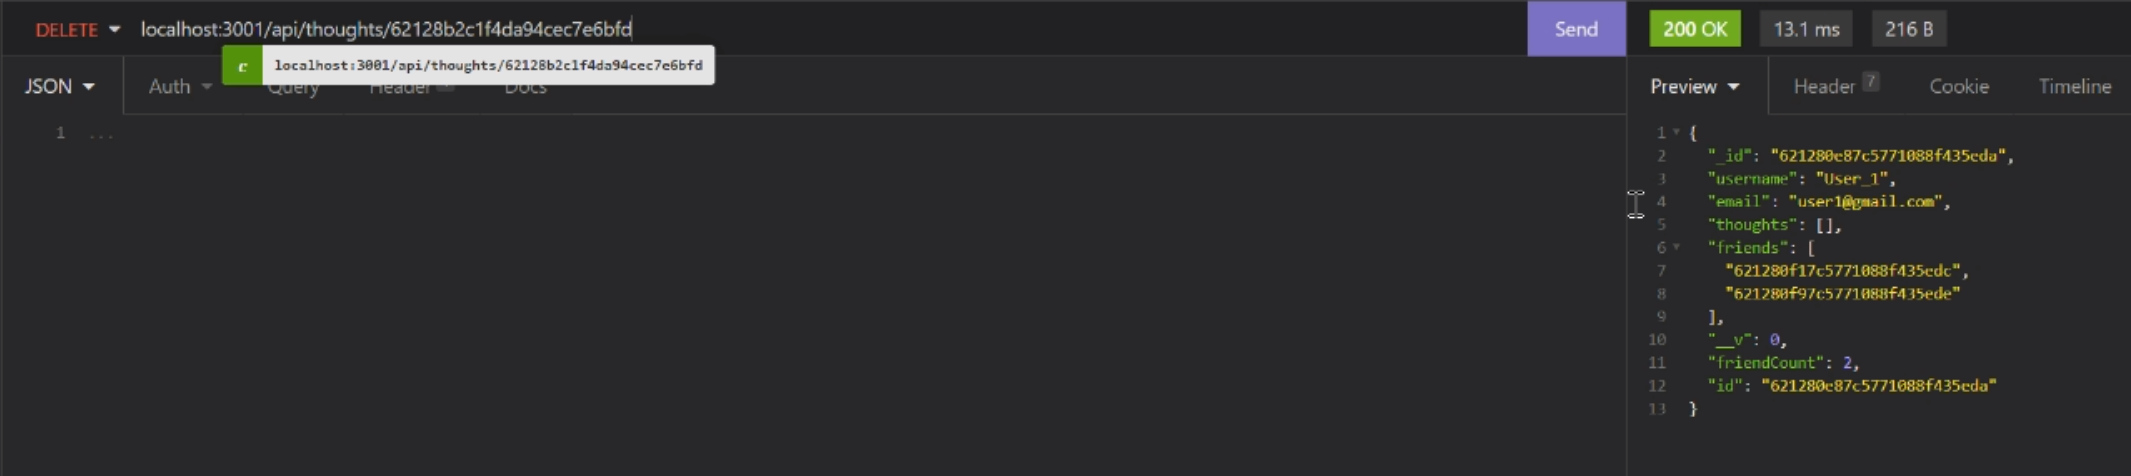 DELETE localhost:3001/api/thoughts/62128b2c1f4da94cec7e6bfd Send 200 OK 13.1 ms 216 B
c localhost:3001/api/thoughts/62128b2c1f4da94cec7e6bfd
JSON Auth Query Header Docs Preview Header 7 Cookie Timeline
1 ...
1 {
2 "_id": "621280e87c5771088f435eda",
3 "username": "User_1",
4 "email": "user1@gmail.com",
5 "thoughts": [],
6 "friends": [
7 "621280f17c5771088f435edc",
8 "621280f97c5771088f435ede"
9 ],
10 "__v": 0,
11 "friendCount": 2,
12 "id": "621280e87c5771088f435eda"
13 }